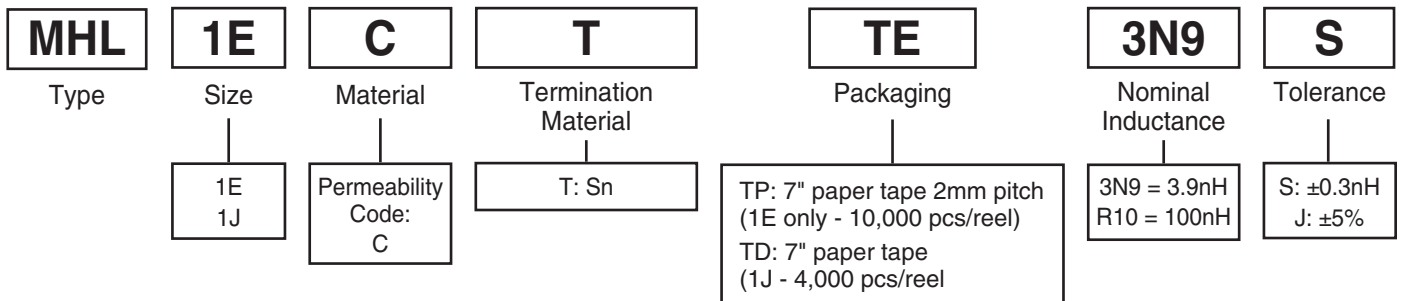 MHL 1E C T TE 3N9 S
Type Size Material Termination Material Packaging Nominal Inductance Tolerance
1E
1J
Permeability
Code:
C
T: Sn
TP: 7" paper tape 2mm pitch
(1E only - 10,000 pcs/reel)
TD: 7" paper tape
(1J - 4,000 pcs/reel
3N9 = 3.9nH
R10 = 100nH
S: ±0.3nH
J: ±5%